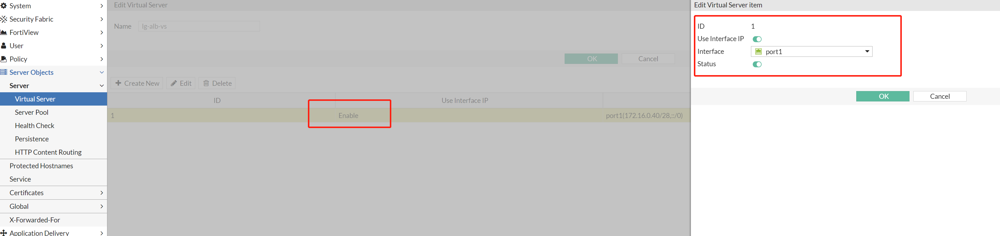 System
Security Fabric
FortiView
User
Policy
Server Objects
Server
Virtual Server
Server Pool
Health Check
Persistence
HTTP Content Routing
Protected Hostnames
Service
Certificates
Global
X-Forwarded-For
Application Delivery
Edit Virtual Server
Name lg-alb-vs
OK Cancel
Create New Edit Delete
ID Use Interface IP
1 Enable port1(172.16.0.40/28,::/0)
Edit Virtual Server item
ID 1
Use Interface IP
Interface port1
Status
OK Cancel